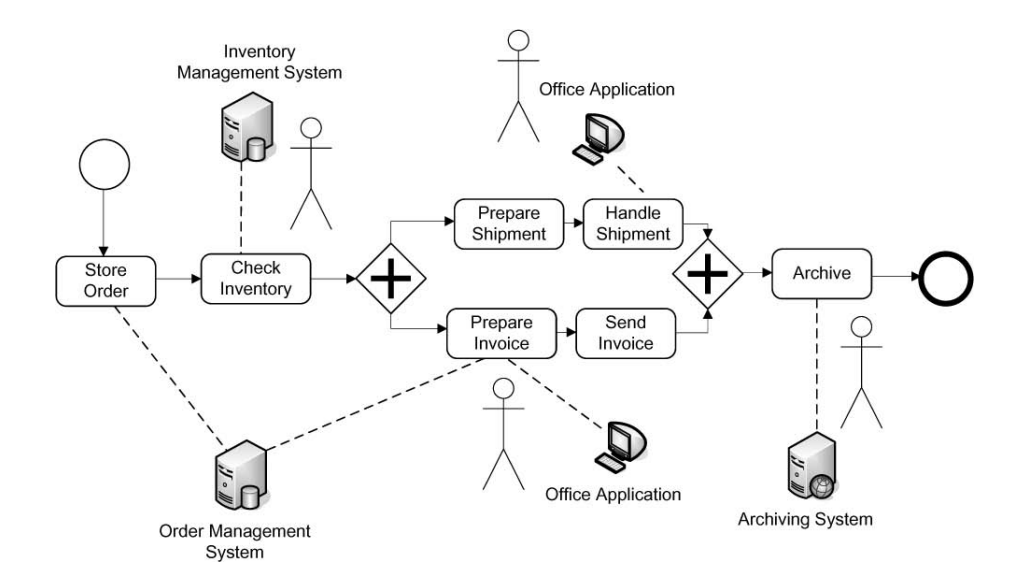 Inventory
Management System
Office Application
Prepare
Shipment
Handle
Shipment
Store
Order
Check
Inventory
Archive
Prepare
Invoice
Send
Invoice
Office Application
Order Management
System
Archiving System